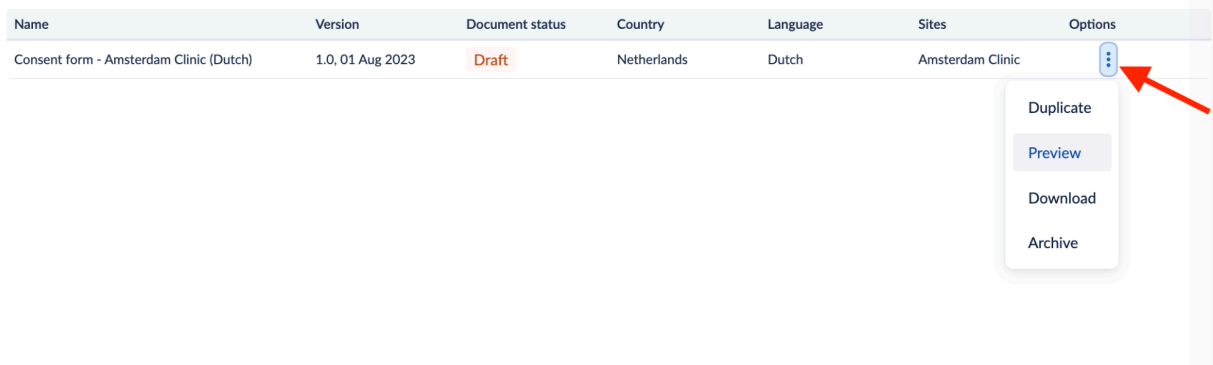 Name Version Document status Country Language Sites Options
Consent form - Amsterdam Clinic (Dutch) 1.0, 01 Aug 2023 Draft Netherlands Dutch Amsterdam Clinic
Duplicate
Preview
Download
Archive